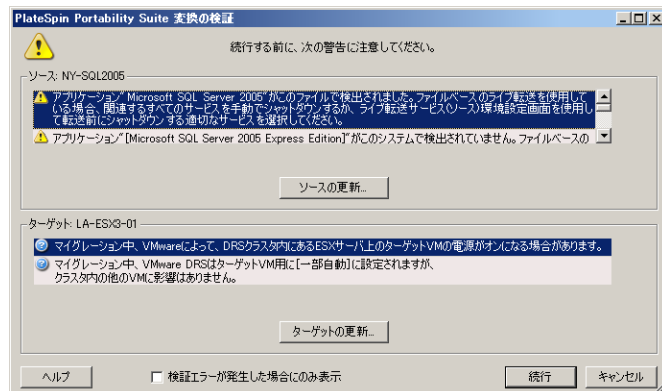 PlateSpin Portability Suite 変換の検証
続行する前に、次の警告に注意してください。
ソース: NY-SQL2005
アプリケーション"Microsoft SQL Server 2005"がこのファイルで検出されました。ファイルベースのライブ転送を使用して
いる場合、関連するすべてのサービスを手動でシャットダウンするか、ライブ転送サービス(ソース)環境設定画面を使用し
て転送前にシャットダウンする適切なサービスを選択してください。
アプリケーション"[Microsoft SQL Server 2005 Express Edition]"がこのシステムで検出されていません。ファイルベースの
ソースの更新...
ターゲット: LA-ESX3-01
マイグレーション中、VMwareによって、DRSクラスタ内にあるESXサーバ上のターゲットVMの電源がオンになる場合があります。
マイグレーション中、VMware DRSはターゲットVM用に[一部自動]に設定されますが、
クラスタ内の他のVMに影響はありません。
ターゲットの更新...
ヘルプ
検証エラーが発生した場合にのみ表示
続行
キャンセル